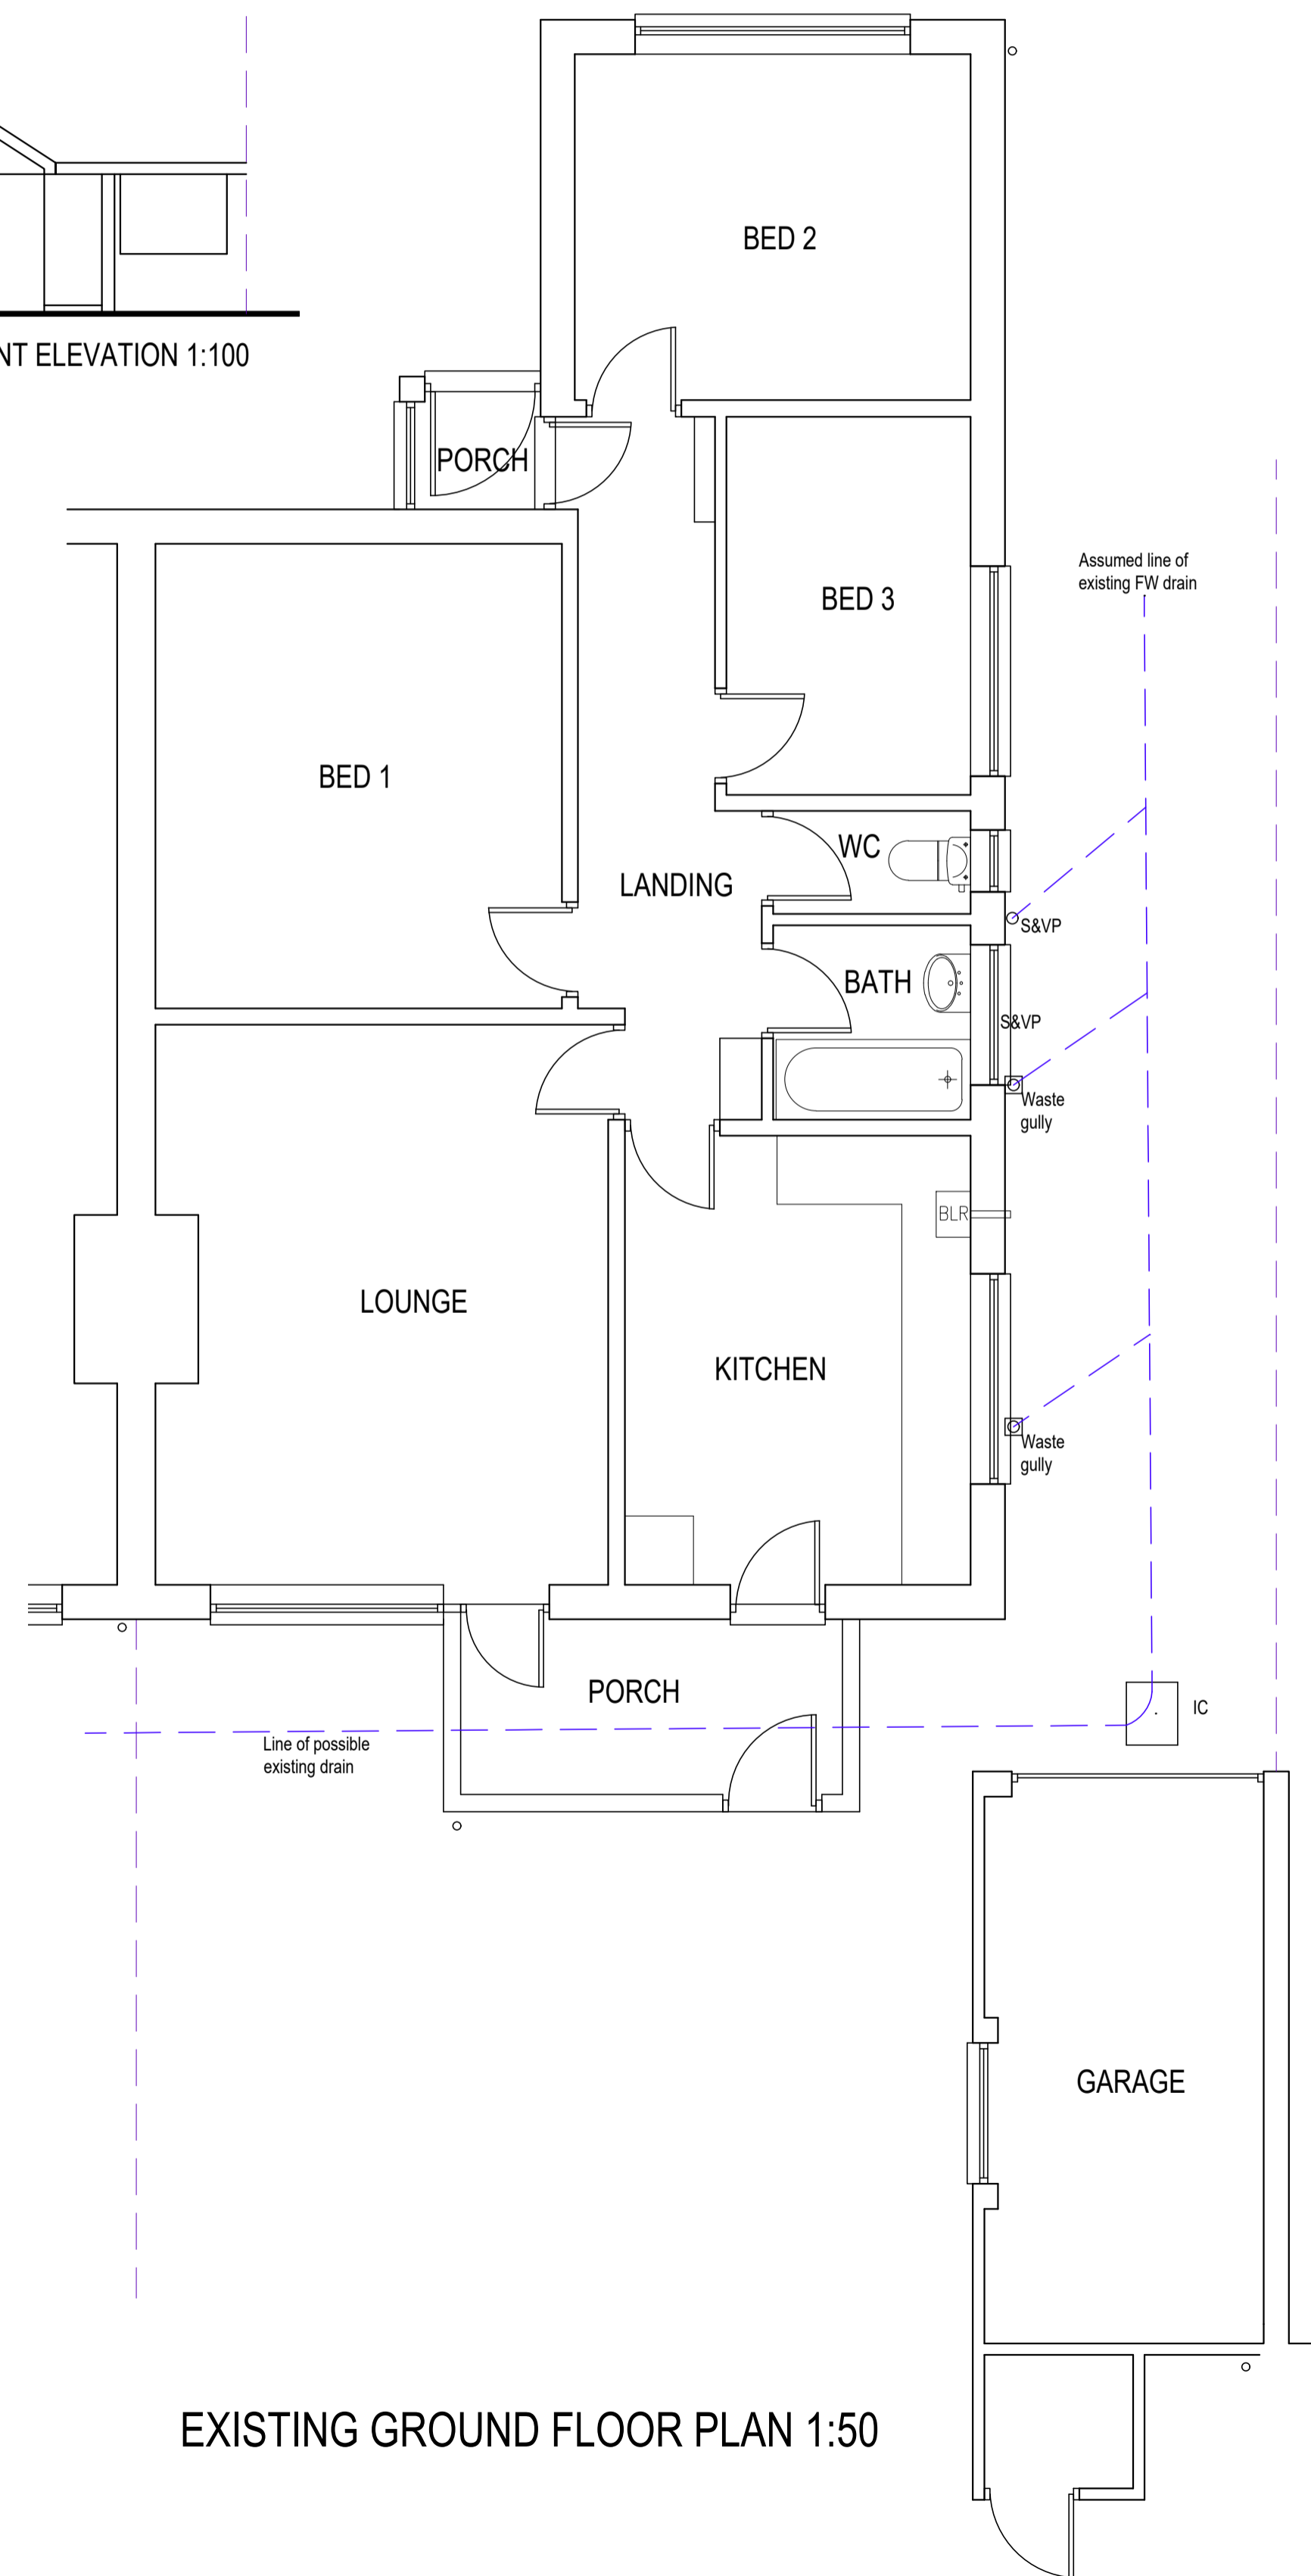 BED 2
NT ELEVATION 1:100
PORCH
Assumed line of
existing FW drain
BED 3
BED 1
WC
LANDING
S&VP
BATH
S&VP
Waste
gully
BLR
LOUNGE
KITCHEN
Waste
gully
PORCH
IC
Line of possible
existing drain
GARAGE
EXISTING GROUND FLOOR PLAN 1:50